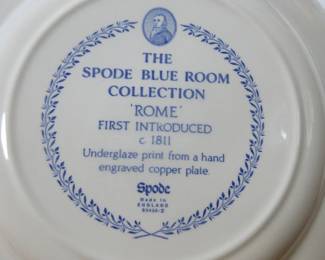 THE
SPODE BLUE ROOM
COLLECTION
'ROME'
FIRST INTRODUCED
c. 1811
Underglaze print from a hand
engraved copper plate.
Spode
Made in
ENGLAND